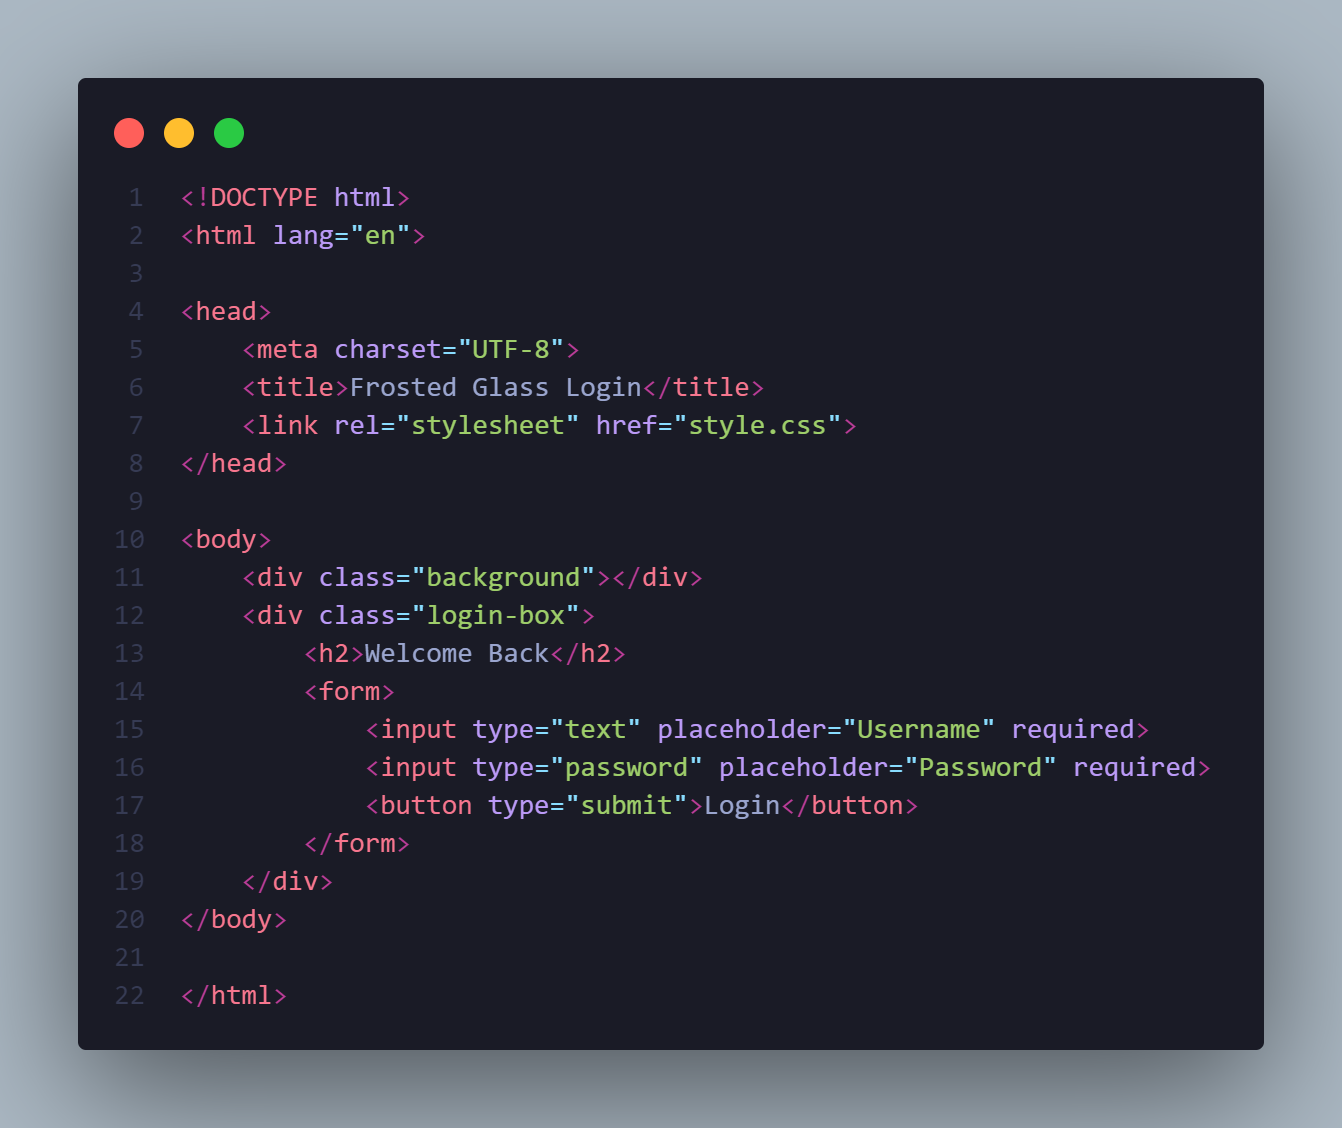 1 <!DOCTYPE html>
2 <html lang="en">
3
4 <head>
5     <meta charset="UTF-8">
6     <title>Frosted Glass Login</title>
7     <link rel="stylesheet" href="style.css">
8 </head>
9
10 <body>
11     <div class="background"></div>
12     <div class="login-box">
13         <h2>Welcome Back</h2>
14         <form>
15             <input type="text" placeholder="Username" required>
16             <input type="password" placeholder="Password" required>
17             <button type="submit">Login</button>
18         </form>
19     </div>
20 </body>
21
22 </html>